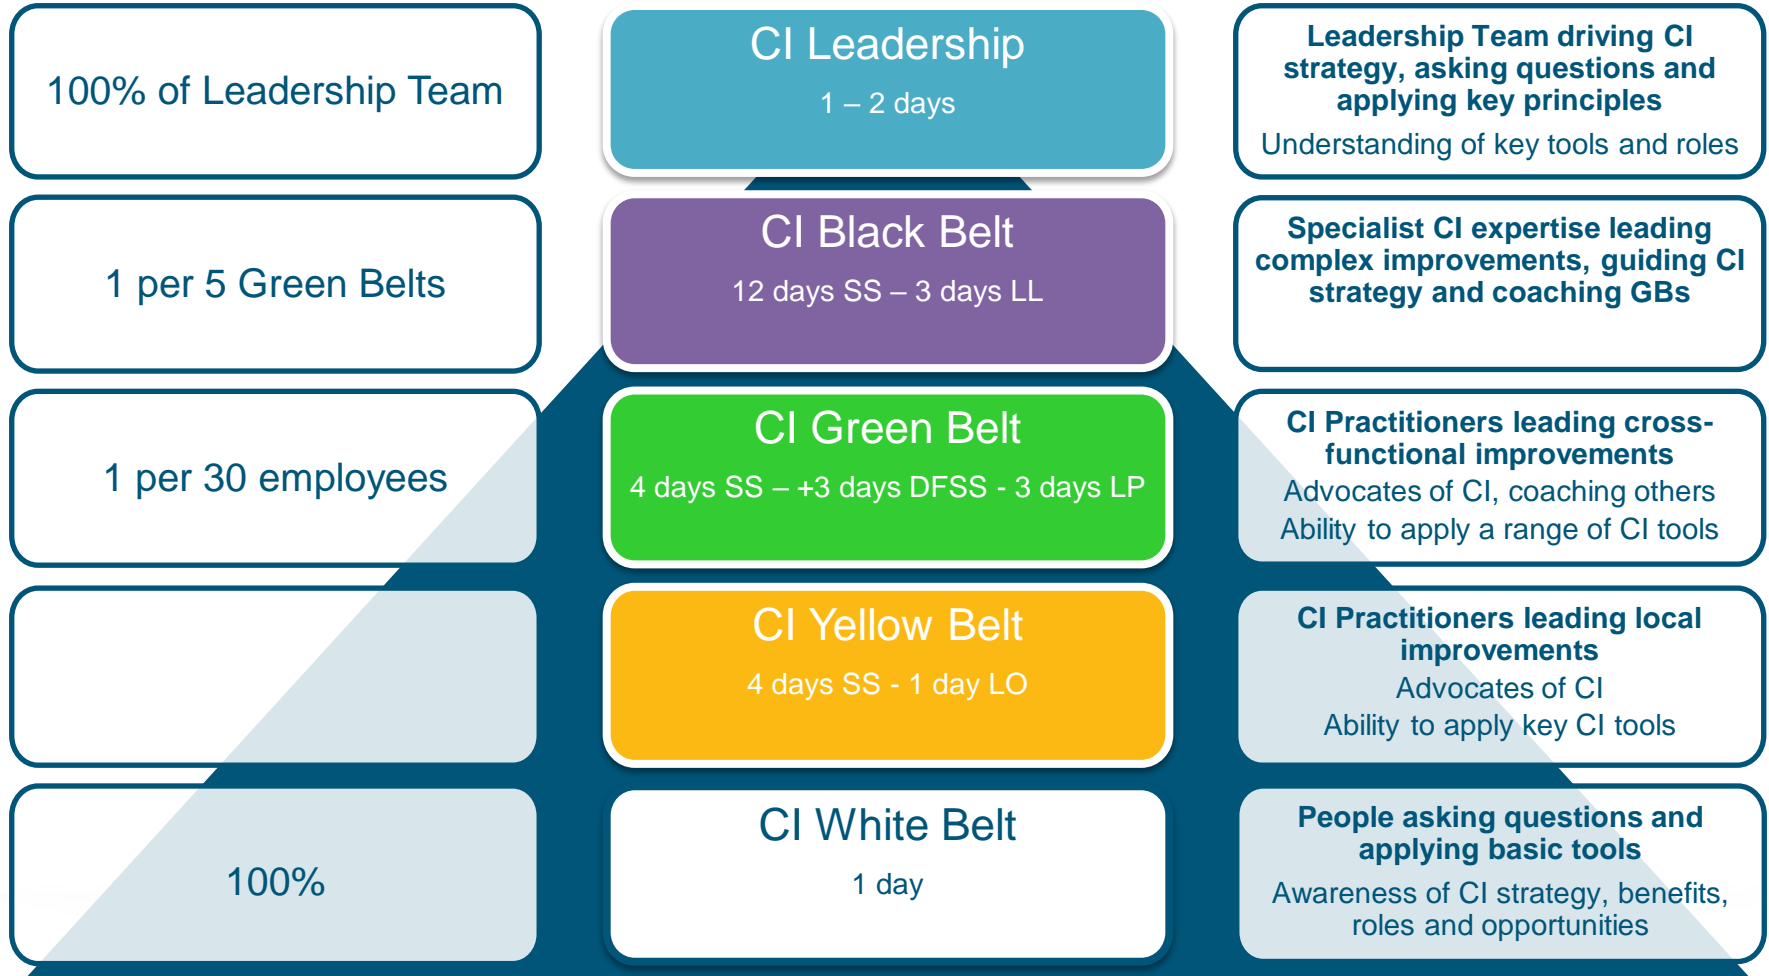 100% of Leadership Team
CI Leadership
1 – 2 days
Leadership Team driving CI
strategy, asking questions and
applying key principles
Understanding of key tools and roles
1 per 5 Green Belts
CI Black Belt
12 days SS – 3 days LL
Specialist CI expertise leading
complex improvements, guiding CI
strategy and coaching GBs
1 per 30 employees
CI Green Belt
4 days SS – +3 days DFSS - 3 days LP
CI Practitioners leading cross-
functional improvements
Advocates of CI, coaching others
Ability to apply a range of CI tools
CI Yellow Belt
4 days SS - 1 day LO
CI Practitioners leading local
improvements
Advocates of CI
Ability to apply key CI tools
100%
CI White Belt
1 day
People asking questions and
applying basic tools
Awareness of CI strategy, benefits,
roles and opportunities